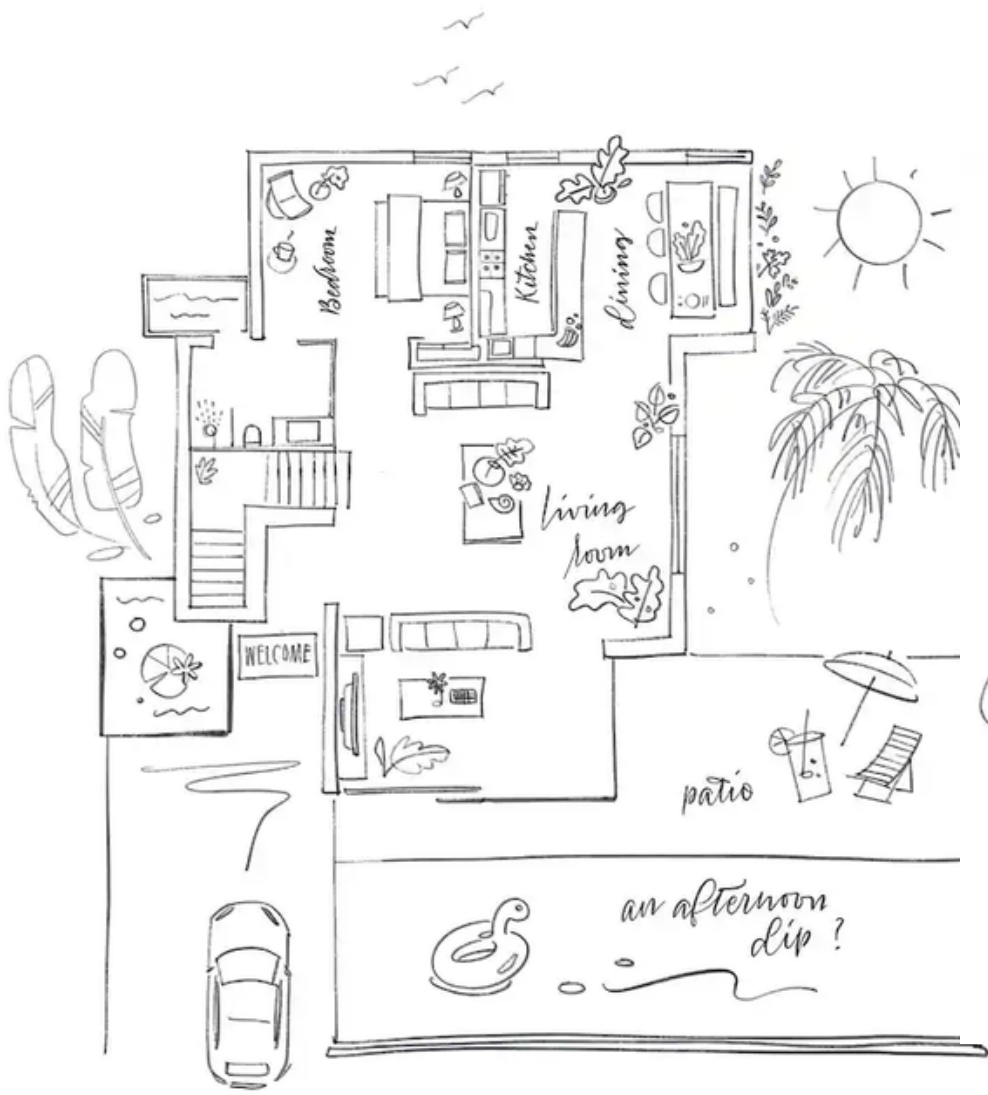 Bedroom
Kitchen
dining
living
room
WELCOME
patio
an afternoon
dip ?